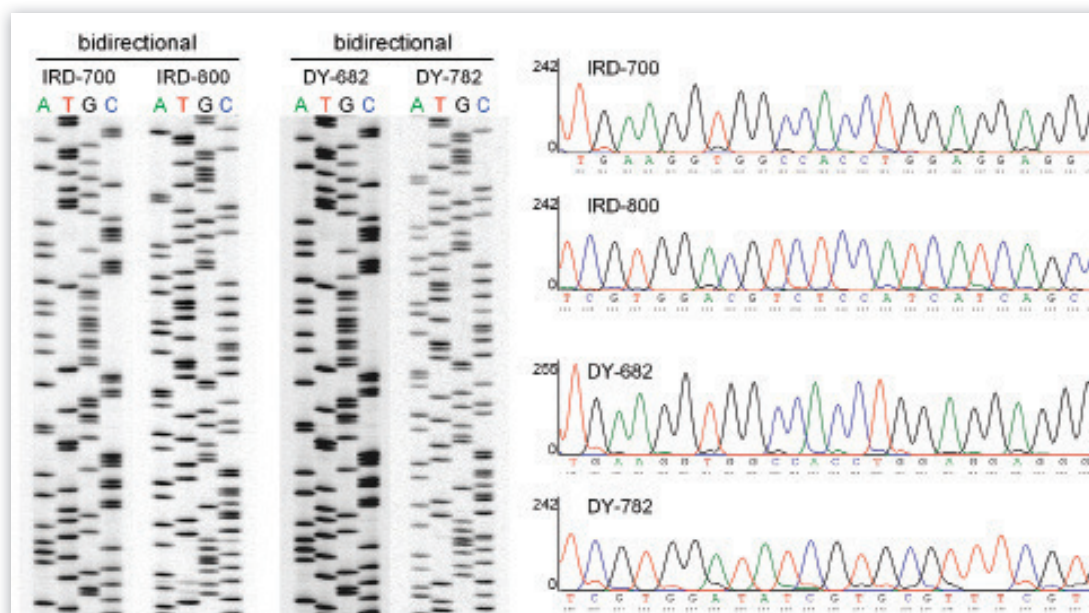 bidirectional
IRD-700 IRD-800
A T G C A T G C
bidirectional
DY-682 DY-782
A T G C A T G C
242
IRD-700
0
T G A A G G T G G C C A C C T G G A G G A G G
242
IRD-800
0
T C G T G G A C G T C T C C A T C A T C A G C
DY-682
0
T G A A G G T G G C C A C C T G G A G G A G G G
242
DY-782
0
T C G T G G A T A T C G T G C G T T T C G T